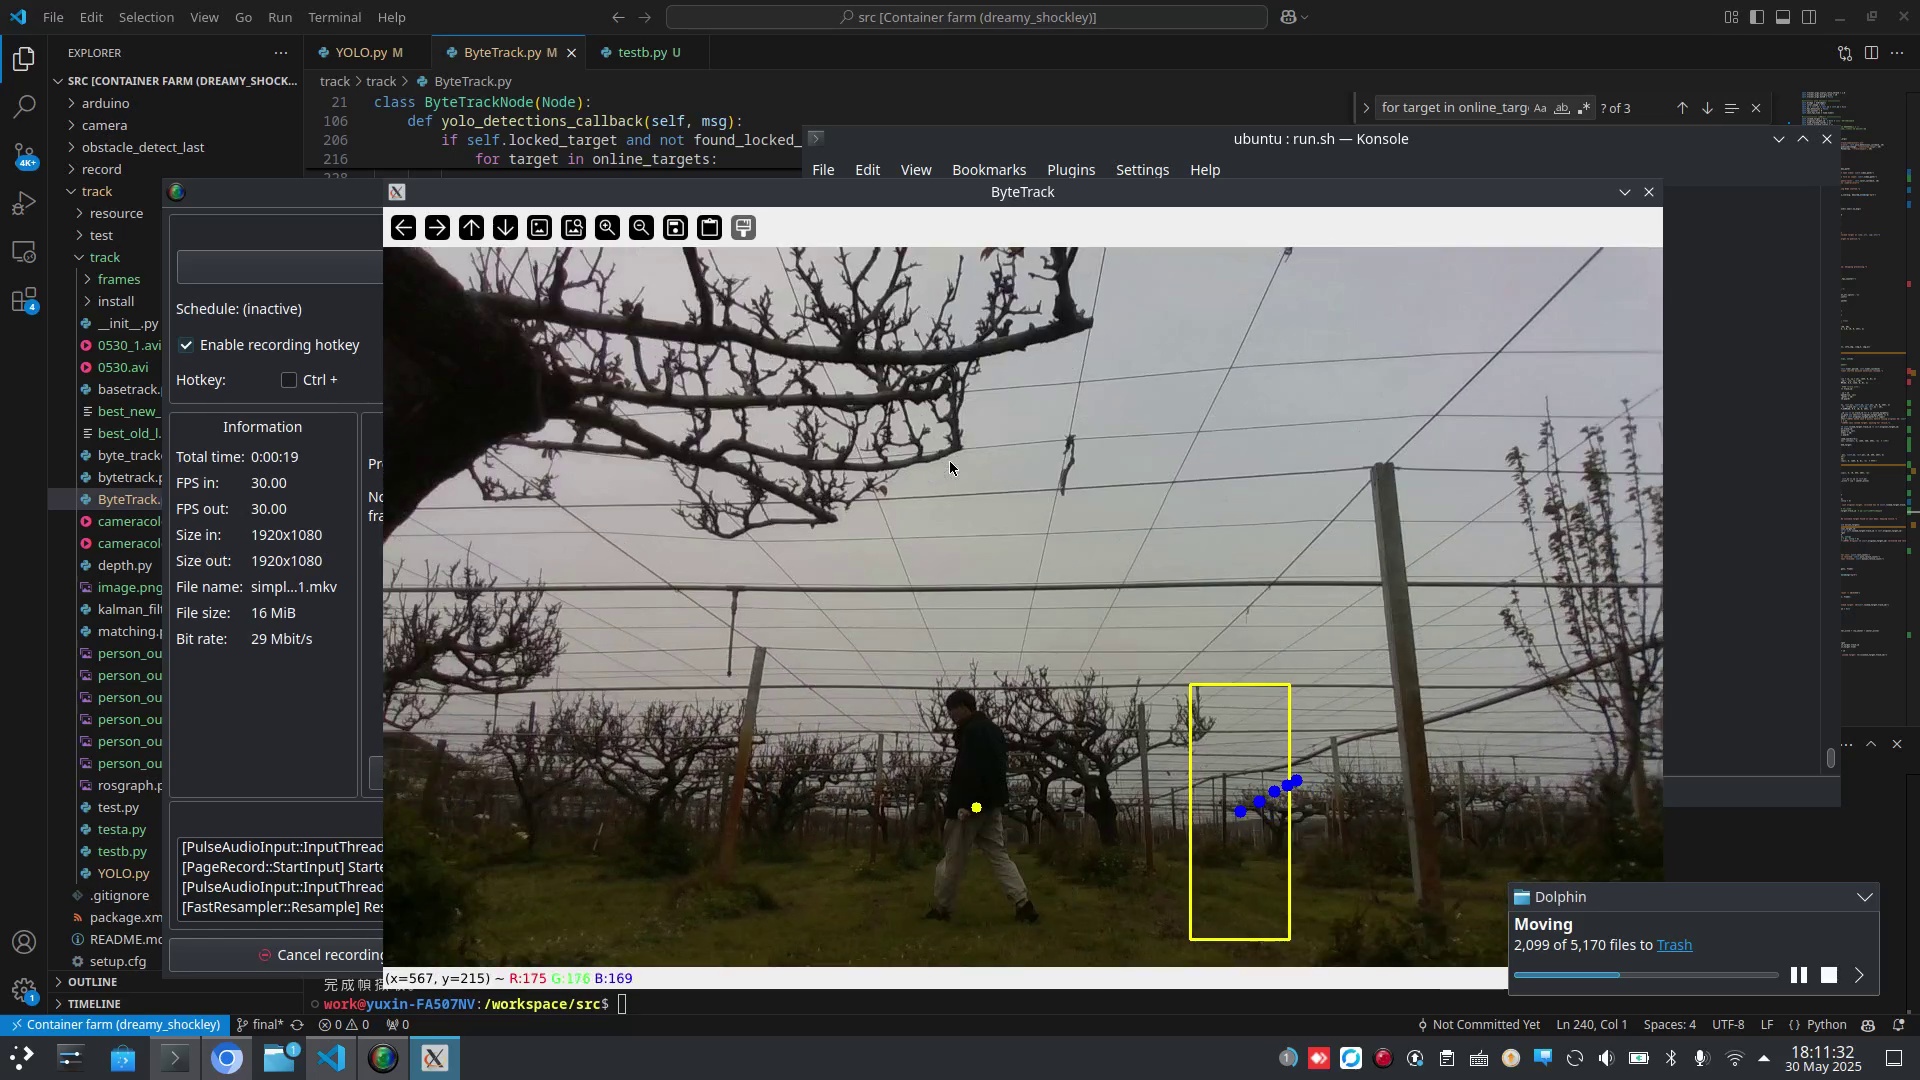 File Edit Selection View Go Run Terminal Help
src [Container farm (dreamy_shockley)]
EXPLORER
YOLO.py M
ByteTrack.py M
testb.py U
SRC [CONTAINER FARM (DREAMY_SHOCK...
track > track > ByteTrack.py
arduino
camera
obstacle_detect_last
record
track
resource
test
track
frames
install
__init__.py
0530_1.avi
0530.avi
basetrack.
best_new_
best_old_l.
byte_track
bytetrack.p
ByteTrack.
cameracol
cameracol
depth.py
image.png
kalman_filt
matching.p
person_ou
person_ou
person_ou
person_ou
person_ou
person_ou
rosgraph.p
test.py
testa.py
testb.py
YOLO.py
.gitignore
package.xm
README.md
setup.cfg
OUTLINE
TIMELINE
4K+
4
1
21 class ByteTrackNode(Node):
106 def yolo_detections_callback(self, msg):
206 if self.locked_target and not found_locked_
216 for target in online_targets:
228
for target in online_targ
Aa ab .*
? of 3
ubuntu : run.sh — Konsole
File Edit View Bookmarks Plugins Settings Help
ByteTrack
Schedule: (inactive)
Enable recording hotkey
Hotkey: Ctrl +
Information
Total time: 0:00:19
FPS in: 30.00
FPS out: 30.00
Size in: 1920x1080
Size out: 1920x1080
File name: simpl...1.mkv
File size: 16 MiB
Bit rate: 29 Mbit/s
Pr
No
fra
[PulseAudioInput::InputThread
[PageRecord::StartInput] Starte
[PulseAudioInput::InputThread
[FastResampler::Resample] Res
Cancel recording
(x=567, y=215) ~ R:175 G:176 B:169
work@yuxin-FA507NV:/workspace/src$
Dolphin
Moving
2,099 of 5,170 files to Trash
Container farm (dreamy_shockley)
final*
0 0
0
Not Committed Yet
Ln 240, Col 1
Spaces: 4
UTF-8
LF
{} Python
1
1
18:11:32
30 May 2025